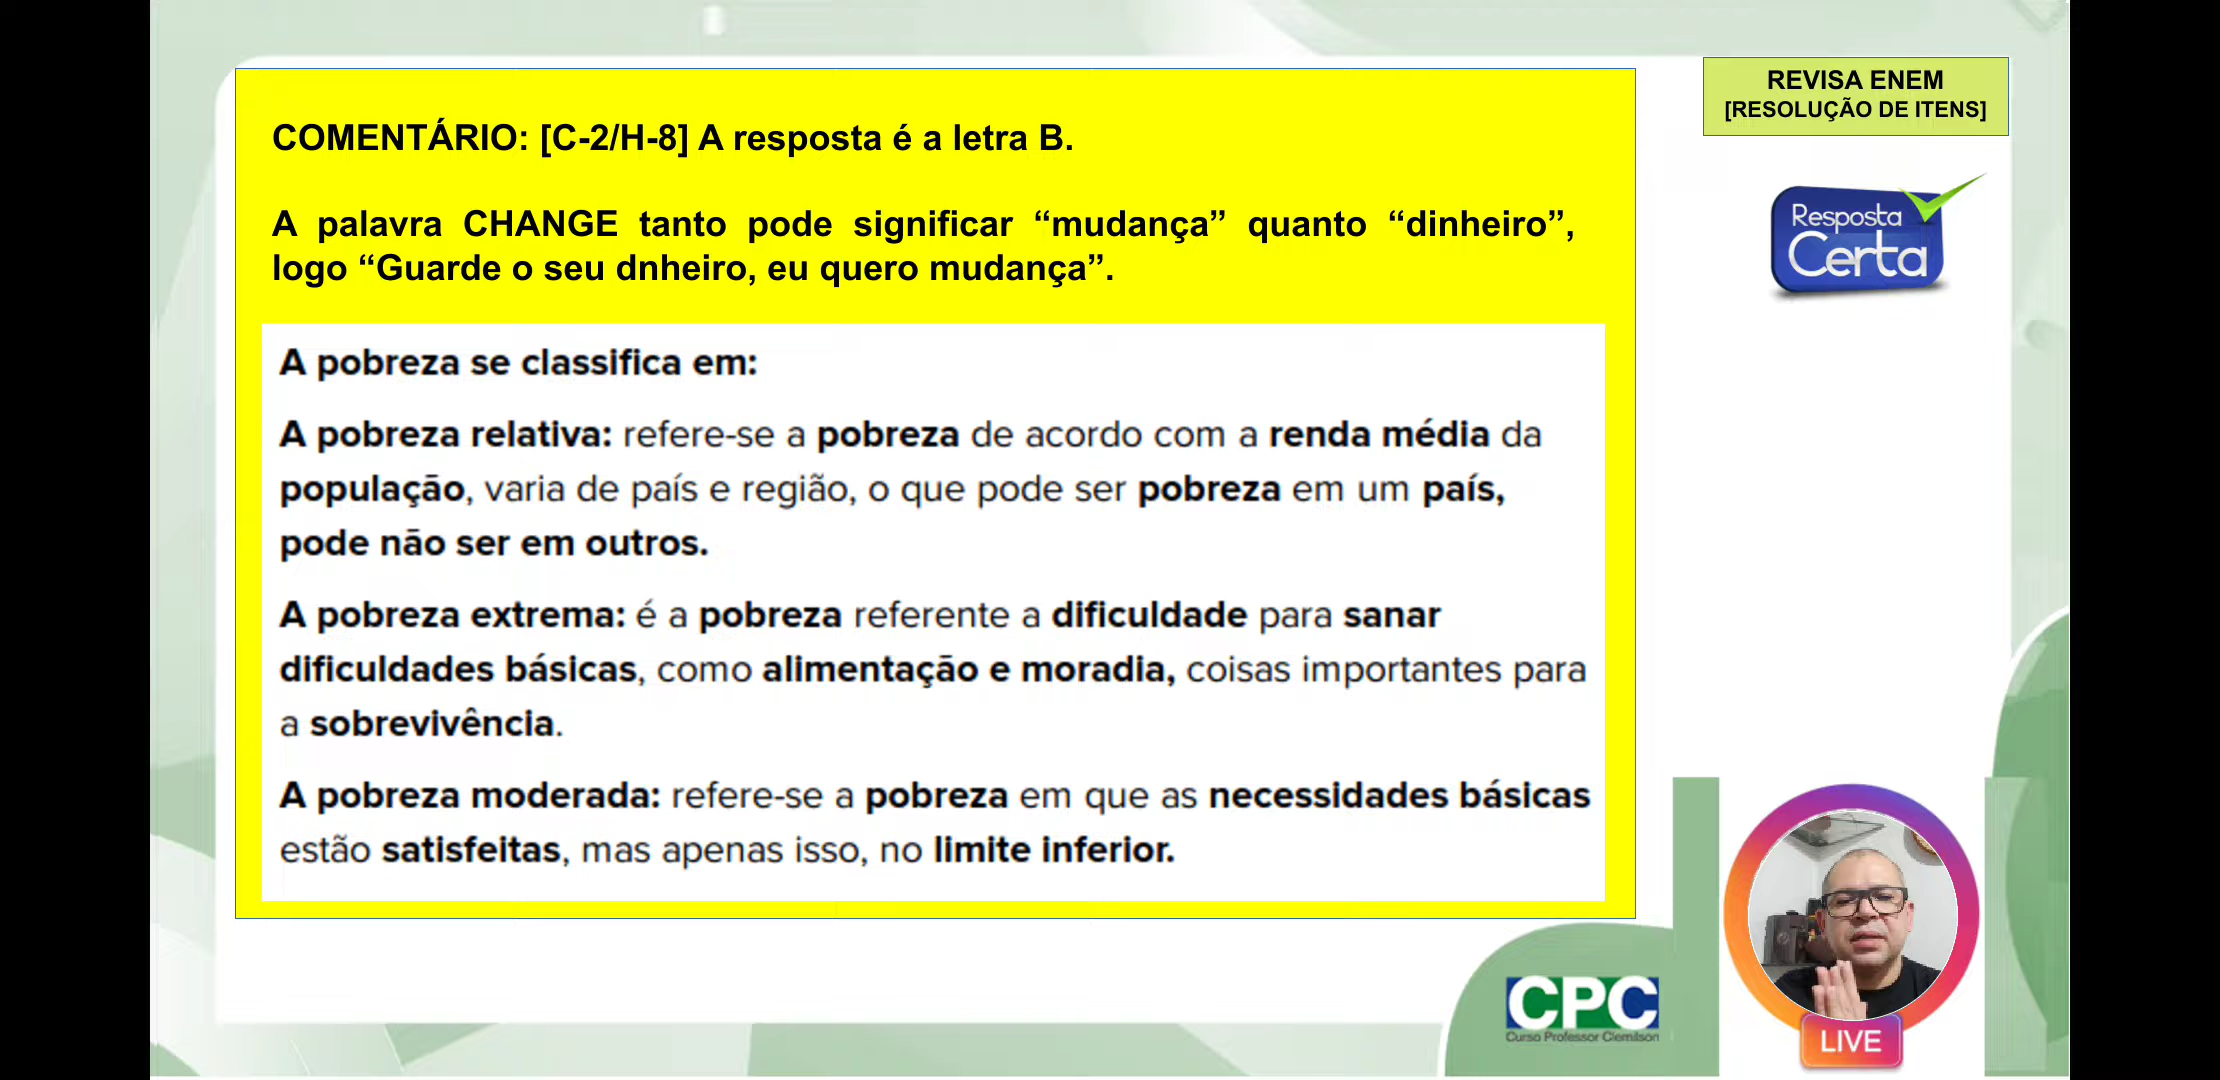 REVISA ENEM
[RESOLUÇÃO DE ITENS]
COMENTÁRIO: [C-2/H-8] A resposta é a letra B.
A palavra CHANGE tanto pode significar “mudança” quanto “dinheiro”,
logo “Guarde o seu dnheiro, eu quero mudança”.
Resposta
Certa
A pobreza se classifica em:
A pobreza relativa: refere-se a pobreza de acordo com a renda média da
população, varia de país e região, o que pode ser pobreza em um país,
pode não ser em outros.
A pobreza extrema: é a pobreza referente a dificuldade para sanar
dificuldades básicas, como alimentação e moradia, coisas importantes para
a sobrevivência.
A pobreza moderada: refere-se a pobreza em que as necessidades básicas
estão satisfeitas, mas apenas isso, no limite inferior.
CPC
Curso Professor Clemilson
LIVE